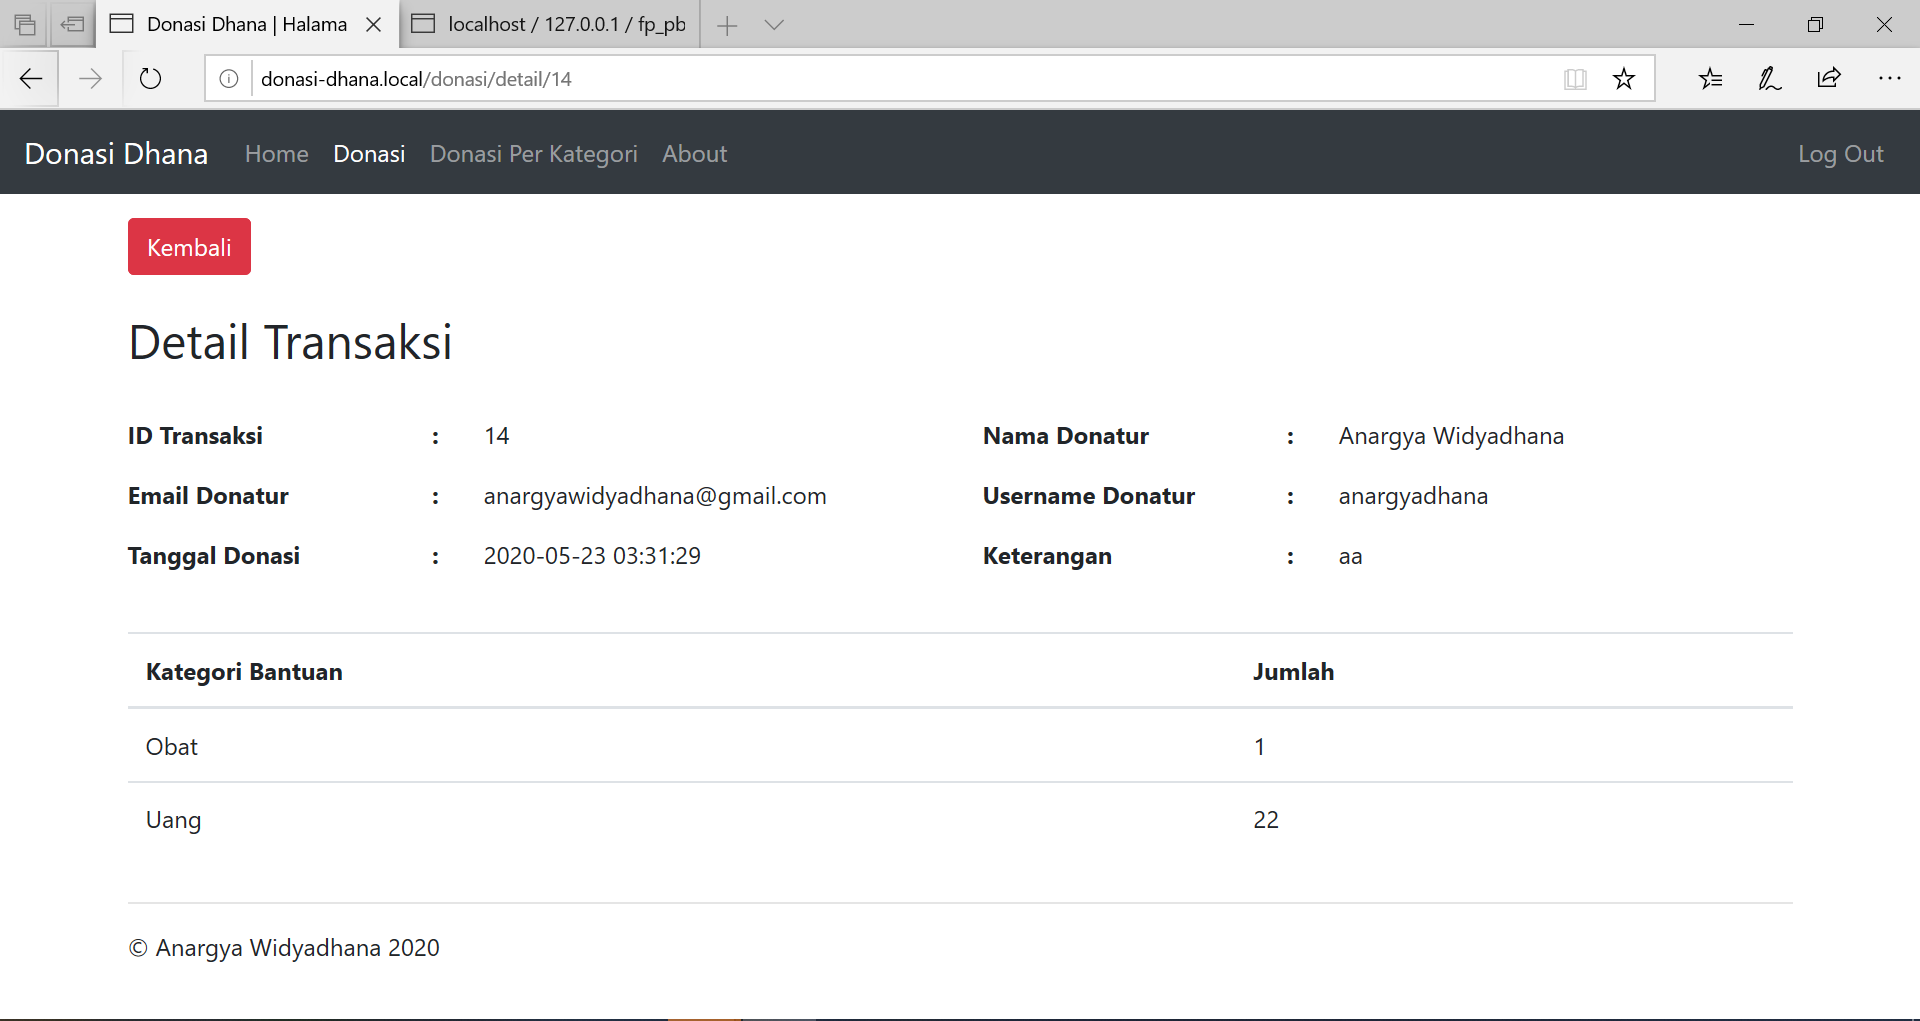 Donasi Dhana | Halama
localhost / 127.0.0.1 / fp_pb
donasi-dhana.local/donasi/detail/14
Donasi Dhana Home Donasi Donasi Per Kategori About Log Out
Kembali
Detail Transaksi
ID Transaksi : 14 Nama Donatur : Anargya Widyadhana
Email Donatur : anargyawidyadhana@gmail.com Username Donatur : anargyadhana
Tanggal Donasi : 2020-05-23 03:31:29 Keterangan : aa
Kategori Bantuan Jumlah
Obat 1
Uang 22
© Anargya Widyadhana 2020